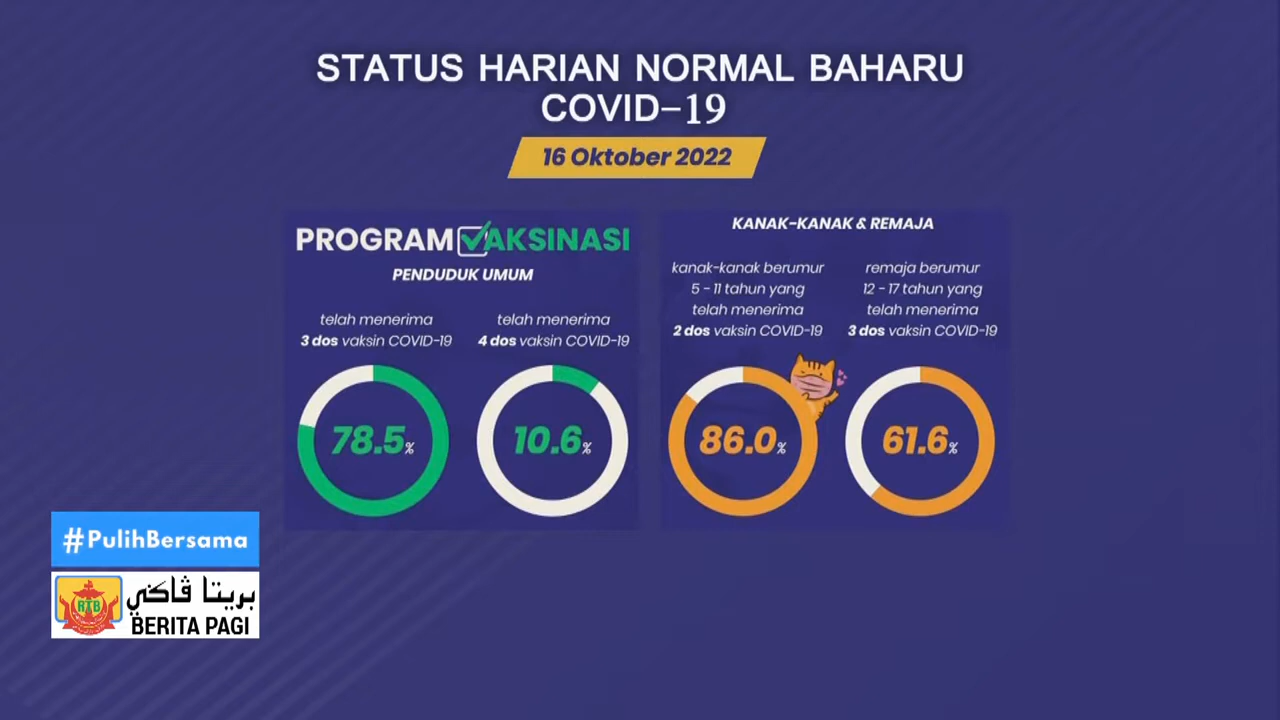 STATUS HARIAN NORMAL BAHARU
COVID-19
16 Oktober 2022
PROGRAM VAKSINASI
PENDUDUK UMUM
telah menerima
3 dos vaksin COVID-19
78.5%
telah menerima
4 dos vaksin COVID-19
10.6%
KANAK-KANAK & REMAJA
kanak-kanak berumur
5 - 11 tahun yang
telah menerima
2 dos vaksin COVID-19
86.0%
remaja berumur
12 - 17 tahun yang
telah menerima
3 dos vaksin COVID-19
61.6%
#PulihBersama
RTB
بريتا ڤاݢي
BERITA PAGI